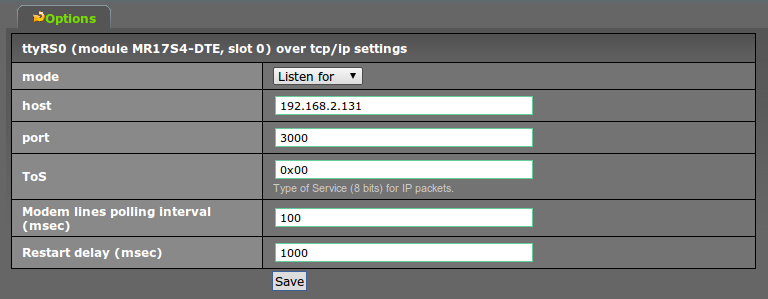 Options
ttyRS0 (module MR17S4-DTE, slot 0) over tcp/ip settings
mode Listen for
host 192.168.2.131
port 3000
ToS 0x00
Type of Service (8 bits) for IP packets.
Modem lines polling interval
(msec) 100
Restart delay (msec) 1000
Save